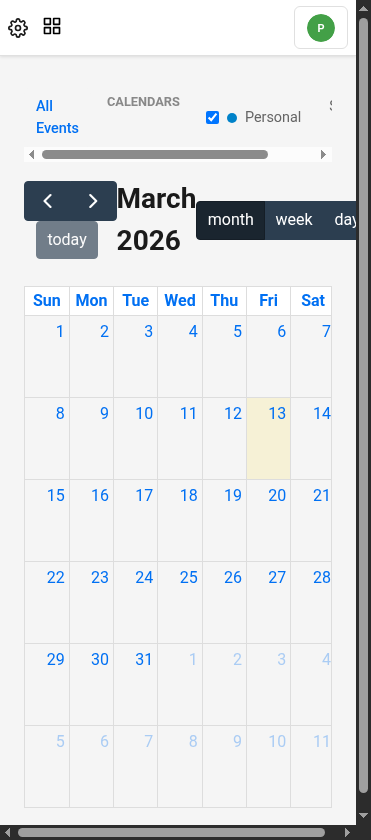 P
All
Events
CALENDARS
Personal
March
2026
today
month week day
Sun Mon Tue Wed Thu Fri Sat
1 2 3 4 5 6 7
8 9 10 11 12 13 14
15 16 17 18 19 20 21
22 23 24 25 26 27 28
29 30 31 1 2 3 4
5 6 7 8 9 10 11